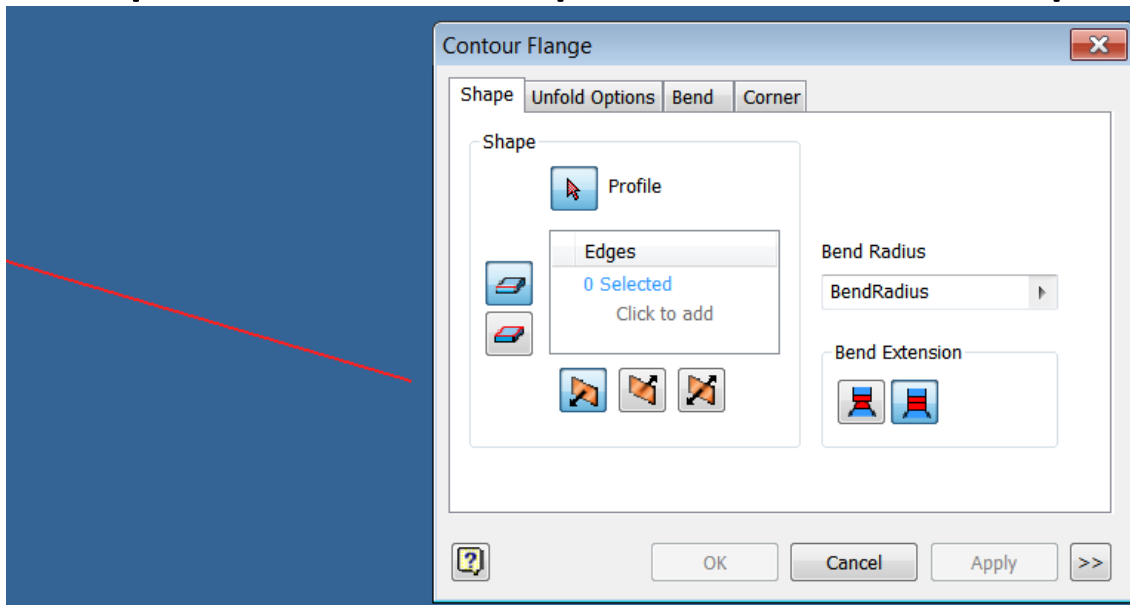 Contour Flange
Shape Unfold Options Bend Corner
Shape
Profile
Edges
0 Selected
Click to add
Bend Radius
BendRadius
Bend Extension
OK Cancel Apply >>